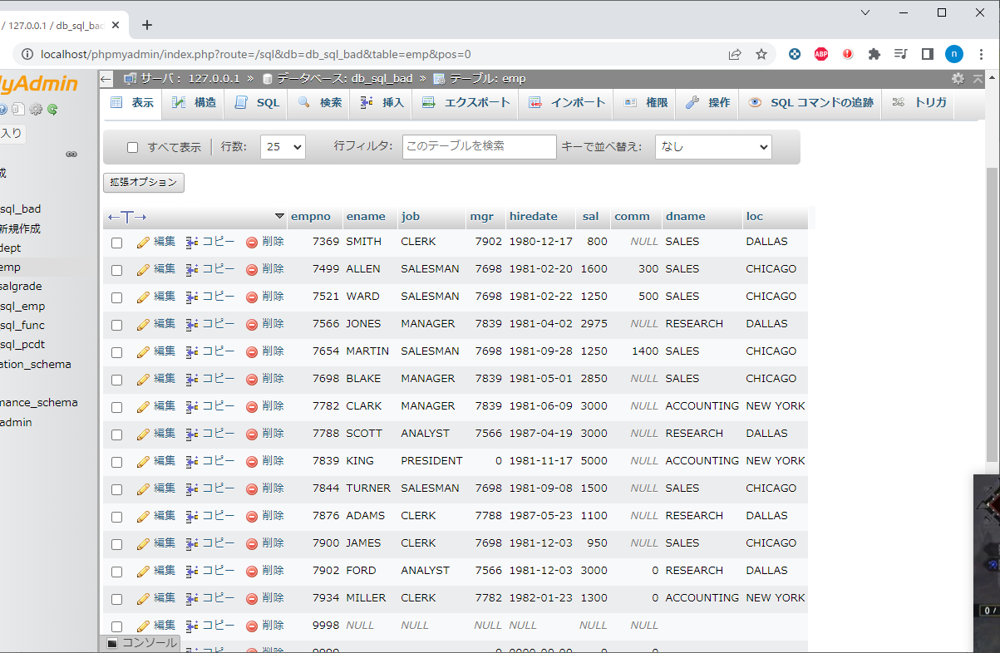 / 127.0.0.1 / db_sql_bad
localhost/phpmyadmin/index.php?route=/sql&db=db_sql_bad&table=emp&pos=0
ABP
n
yAdmin
サーバ: 127.0.0.1 » データベース: db_sql_bad » テーブル: emp
表示 構造 SQL 検索 挿入 エクスポート インポート 権限 操作 SQL コマンドの追跡 トリガ
入り
成
sql_bad
新規作成
dept
emp
salgrade
sql_emp
sql_func
sql_pcdt
ation_schema
mance_schema
admin
すべて表示 行数: 25 行フィルタ: このテーブルを検索 キーで並べ替え: なし
拡張オプション
←T→ empno ename job mgr hiredate sal comm dname loc
編集 コピー 削除 7369 SMITH CLERK 7902 1980-12-17 800 NULL SALES DALLAS
編集 コピー 削除 7499 ALLEN SALESMAN 7698 1981-02-20 1600 300 SALES CHICAGO
編集 コピー 削除 7521 WARD SALESMAN 7698 1981-02-22 1250 500 SALES CHICAGO
編集 コピー 削除 7566 JONES MANAGER 7839 1981-04-02 2975 NULL RESEARCH DALLAS
編集 コピー 削除 7654 MARTIN SALESMAN 7698 1981-09-28 1250 1400 SALES CHICAGO
編集 コピー 削除 7698 BLAKE MANAGER 7839 1981-05-01 2850 NULL SALES CHICAGO
編集 コピー 削除 7782 CLARK MANAGER 7839 1981-06-09 3000 NULL ACCOUNTING NEW YORK
編集 コピー 削除 7788 SCOTT ANALYST 7566 1987-04-19 3000 NULL RESEARCH DALLAS
編集 コピー 削除 7839 KING PRESIDENT 0 1981-11-17 5000 NULL ACCOUNTING NEW YORK
編集 コピー 削除 7844 TURNER SALESMAN 7698 1981-09-08 1500 NULL SALES CHICAGO
編集 コピー 削除 7876 ADAMS CLERK 7788 1987-05-23 1100 NULL RESEARCH DALLAS
編集 コピー 削除 7900 JAMES CLERK 7698 1981-12-03 950 NULL SALES CHICAGO
編集 コピー 削除 7902 FORD ANALYST 7566 1981-12-03 3000 0 RESEARCH DALLAS
編集 コピー 削除 7934 MILLER CLERK 7782 1982-01-23 1300 0 ACCOUNTING NEW YORK
編集 コピー 削除 9998 NULL NULL NULL NULL NULL NULL
コンソール
0 /